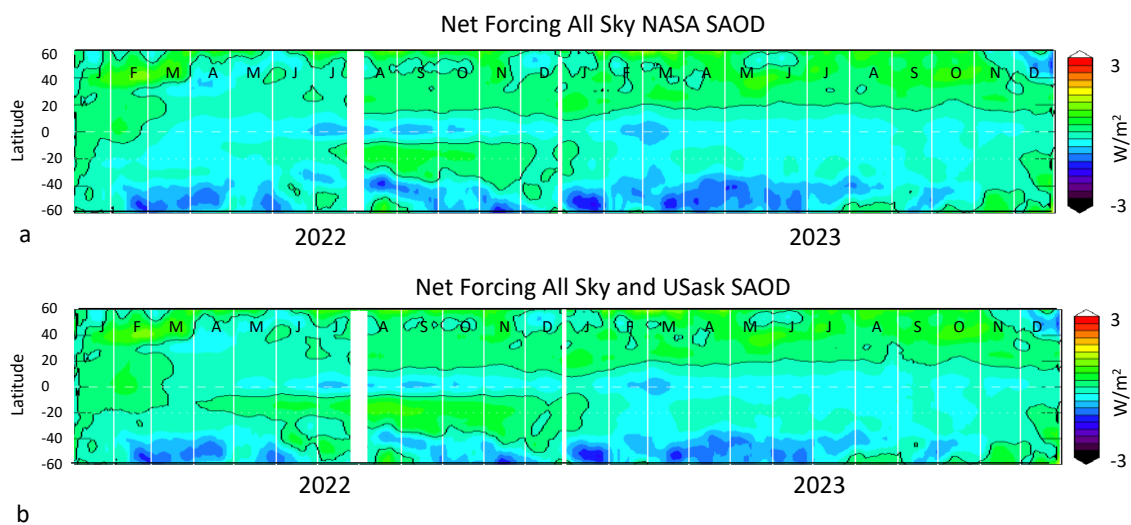 Net Forcing All Sky NASA SAOD
60
40
20
0
-20
-40
-60
Latitude
J F M A M J J A S O N D J F M A M J J A S O N D
3
-3
W/m²
a
2022 2023
Net Forcing All Sky and USask SAOD
60
40
20
0
-20
-40
-60
Latitude
J F M A M J J A S O N D J F M A M J J A S O N D
3
-3
W/m²
2022 2023
b